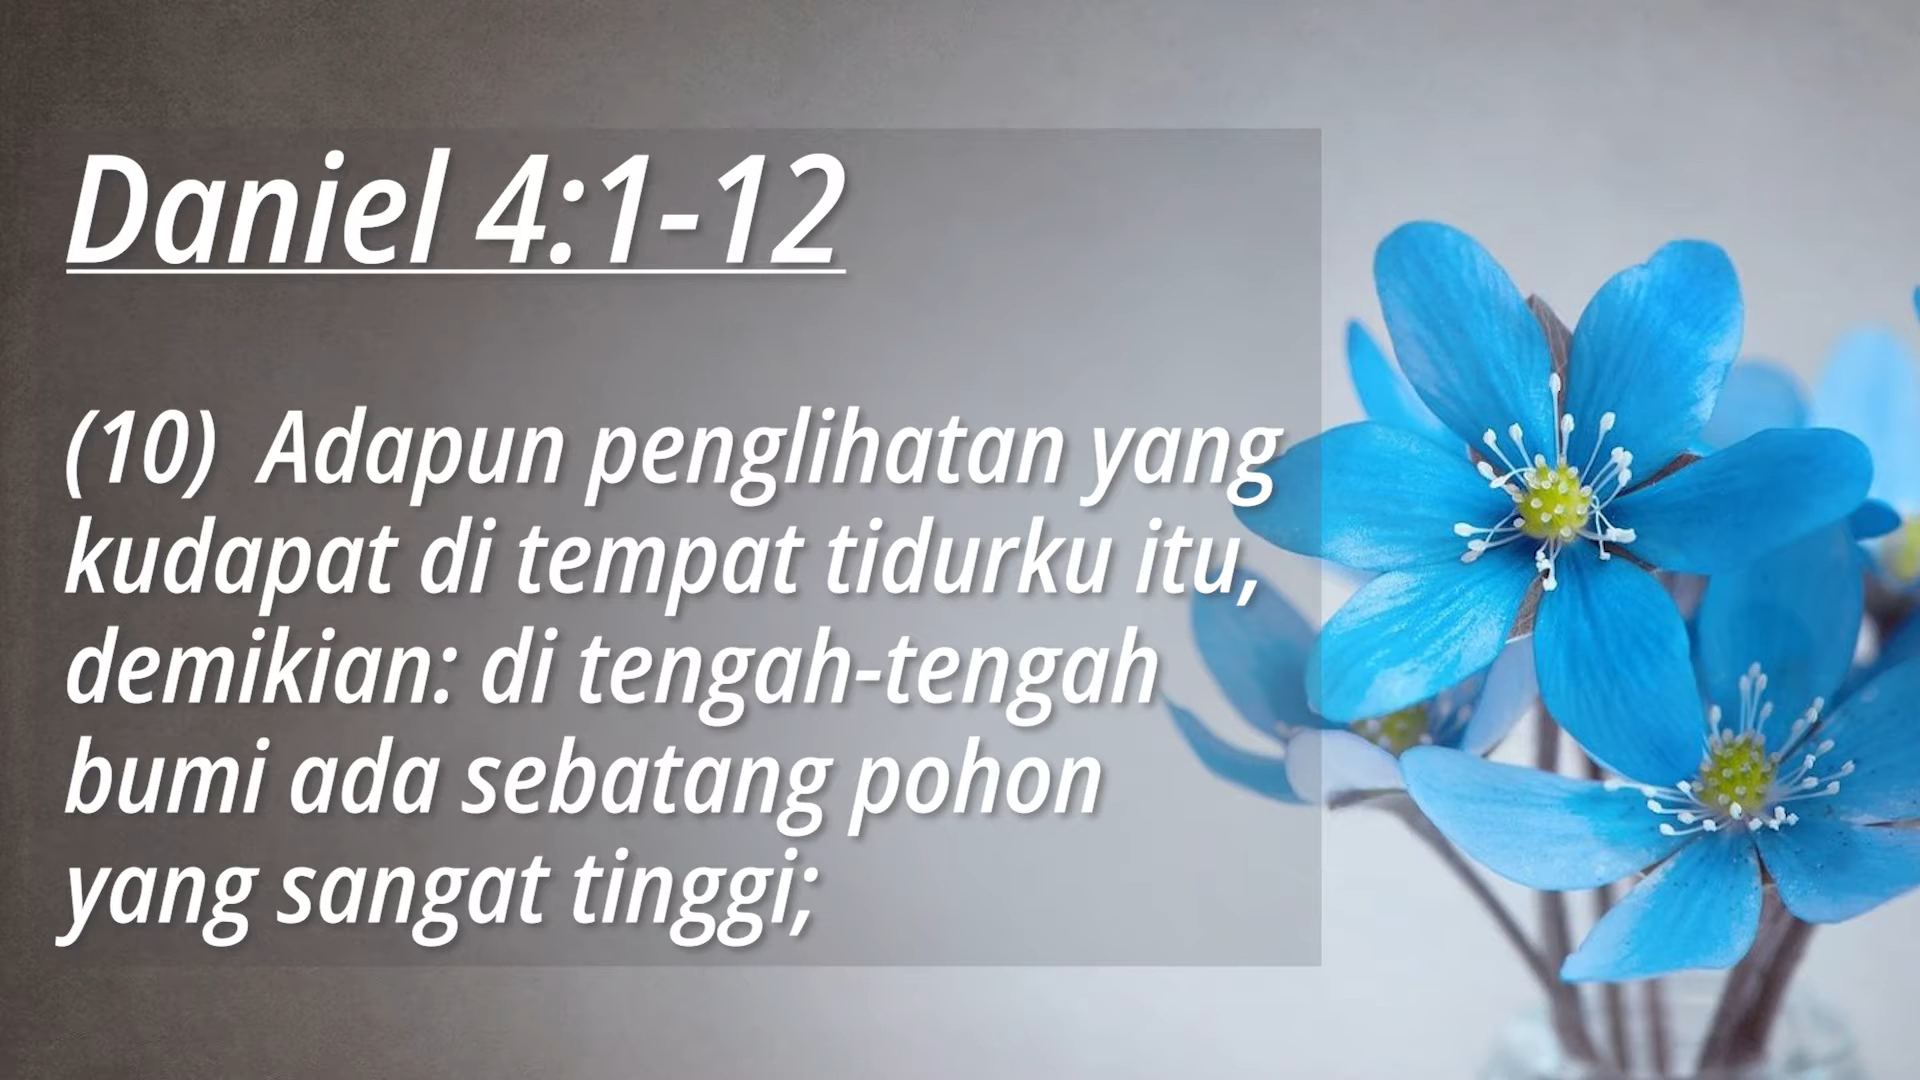 Daniel 4:1-12
(10)  Adapun penglihatan yang
kudapat di tempat tidurku itu,
demikian: di tengah-tengah
bumi ada sebatang pohon
yang sangat tinggi;